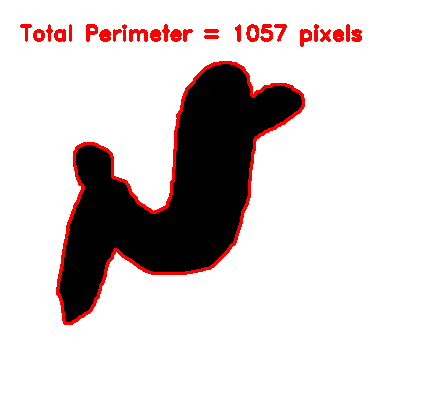 Total Perimeter = 1057 pixels